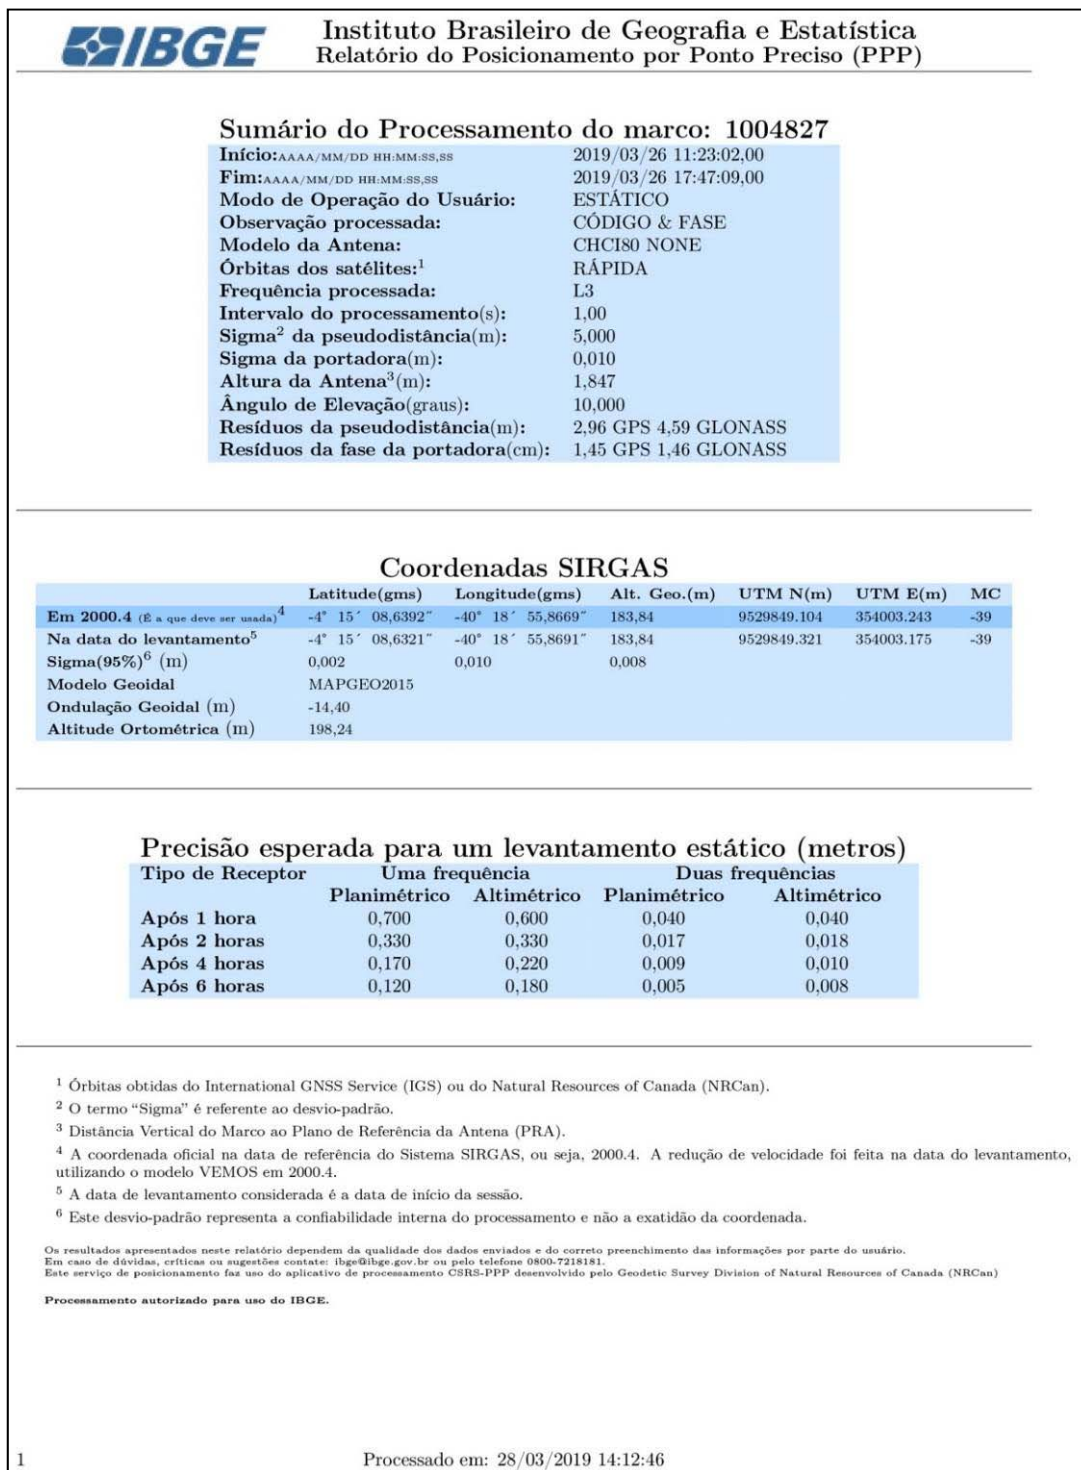 IBGE
Instituto Brasileiro de Geografia e Estatística
Relatório do Posicionamento por Ponto Preciso (PPP)
Sumário do Processamento do marco: 1004827
Início:AAAA/MM/DD HH:MM:SS,SS 2019/03/26 11:23:02,00
Fim:AAAA/MM/DD HH:MM:SS,SS 2019/03/26 17:47:09,00
Modo de Operação do Usuário: ESTÁTICO
Observação processada: CÓDIGO & FASE
Modelo da Antena: CHCI80 NONE
Órbitas dos satélites:¹ RÁPIDA
Frequência processada: L3
Intervalo do processamento(s): 1,00
Sigma² da pseudodistância(m): 5,000
Sigma da portadora(m): 0,010
Altura da Antena³(m): 1,847
Ângulo de Elevação(graus): 10,000
Resíduos da pseudodistância(m): 2,96 GPS 4,59 GLONASS
Resíduos da fase da portadora(cm): 1,45 GPS 1,46 GLONASS
Coordenadas SIRGAS
Latitude(gms) Longitude(gms) Alt. Geo.(m) UTM N(m) UTM E(m) MC
Em 2000.4 (É a que deve ser usada)⁴ -4° 15´ 08,6392˝ -40° 18´ 55,8669˝ 183,84 9529849.104 354003.243 -39
Na data do levantamento⁵ -4° 15´ 08,6321˝ -40° 18´ 55,8691˝ 183,84 9529849.321 354003.175 -39
Sigma(95%)⁶ (m) 0,002 0,010 0,008
Modelo Geoidal MAPGEO2015
Ondulação Geoidal (m) -14,40
Altitude Ortométrica (m) 198,24
Precisão esperada para um levantamento estático (metros)
Tipo de Receptor Uma frequência Duas frequências
Planimétrico Altimétrico Planimétrico Altimétrico
Após 1 hora 0,700 0,600 0,040 0,040
Após 2 horas 0,330 0,330 0,017 0,018
Após 4 horas 0,170 0,220 0,009 0,010
Após 6 horas 0,120 0,180 0,005 0,008
¹ Órbitas obtidas do International GNSS Service (IGS) ou do Natural Resources of Canada (NRCan).
² O termo “Sigma” é referente ao desvio-padrão.
³ Distância Vertical do Marco ao Plano de Referência da Antena (PRA).
⁴ A coordenada oficial na data de referência do Sistema SIRGAS, ou seja, 2000.4. A redução de velocidade foi feita na data do levantamento,
utilizando o modelo VEMOS em 2000.4.
⁵ A data de levantamento considerada é a data de início da sessão.
⁶ Este desvio-padrão representa a confiabilidade interna do processamento e não a exatidão da coordenada.
Os resultados apresentados neste relatório dependem da qualidade dos dados enviados e do correto preenchimento das informações por parte do usuário.
Em caso de dúvidas, críticas ou sugestões contate: ibge@ibge.gov.br ou pelo telefone 0800-7218181.
Este serviço de posicionamento faz uso do aplicativo de processamento CSRS-PPP desenvolvido pelo Geodetic Survey Division of Natural Resources of Canada (NRCan)
Processamento autorizado para uso do IBGE.
1 Processado em: 28/03/2019 14:12:46